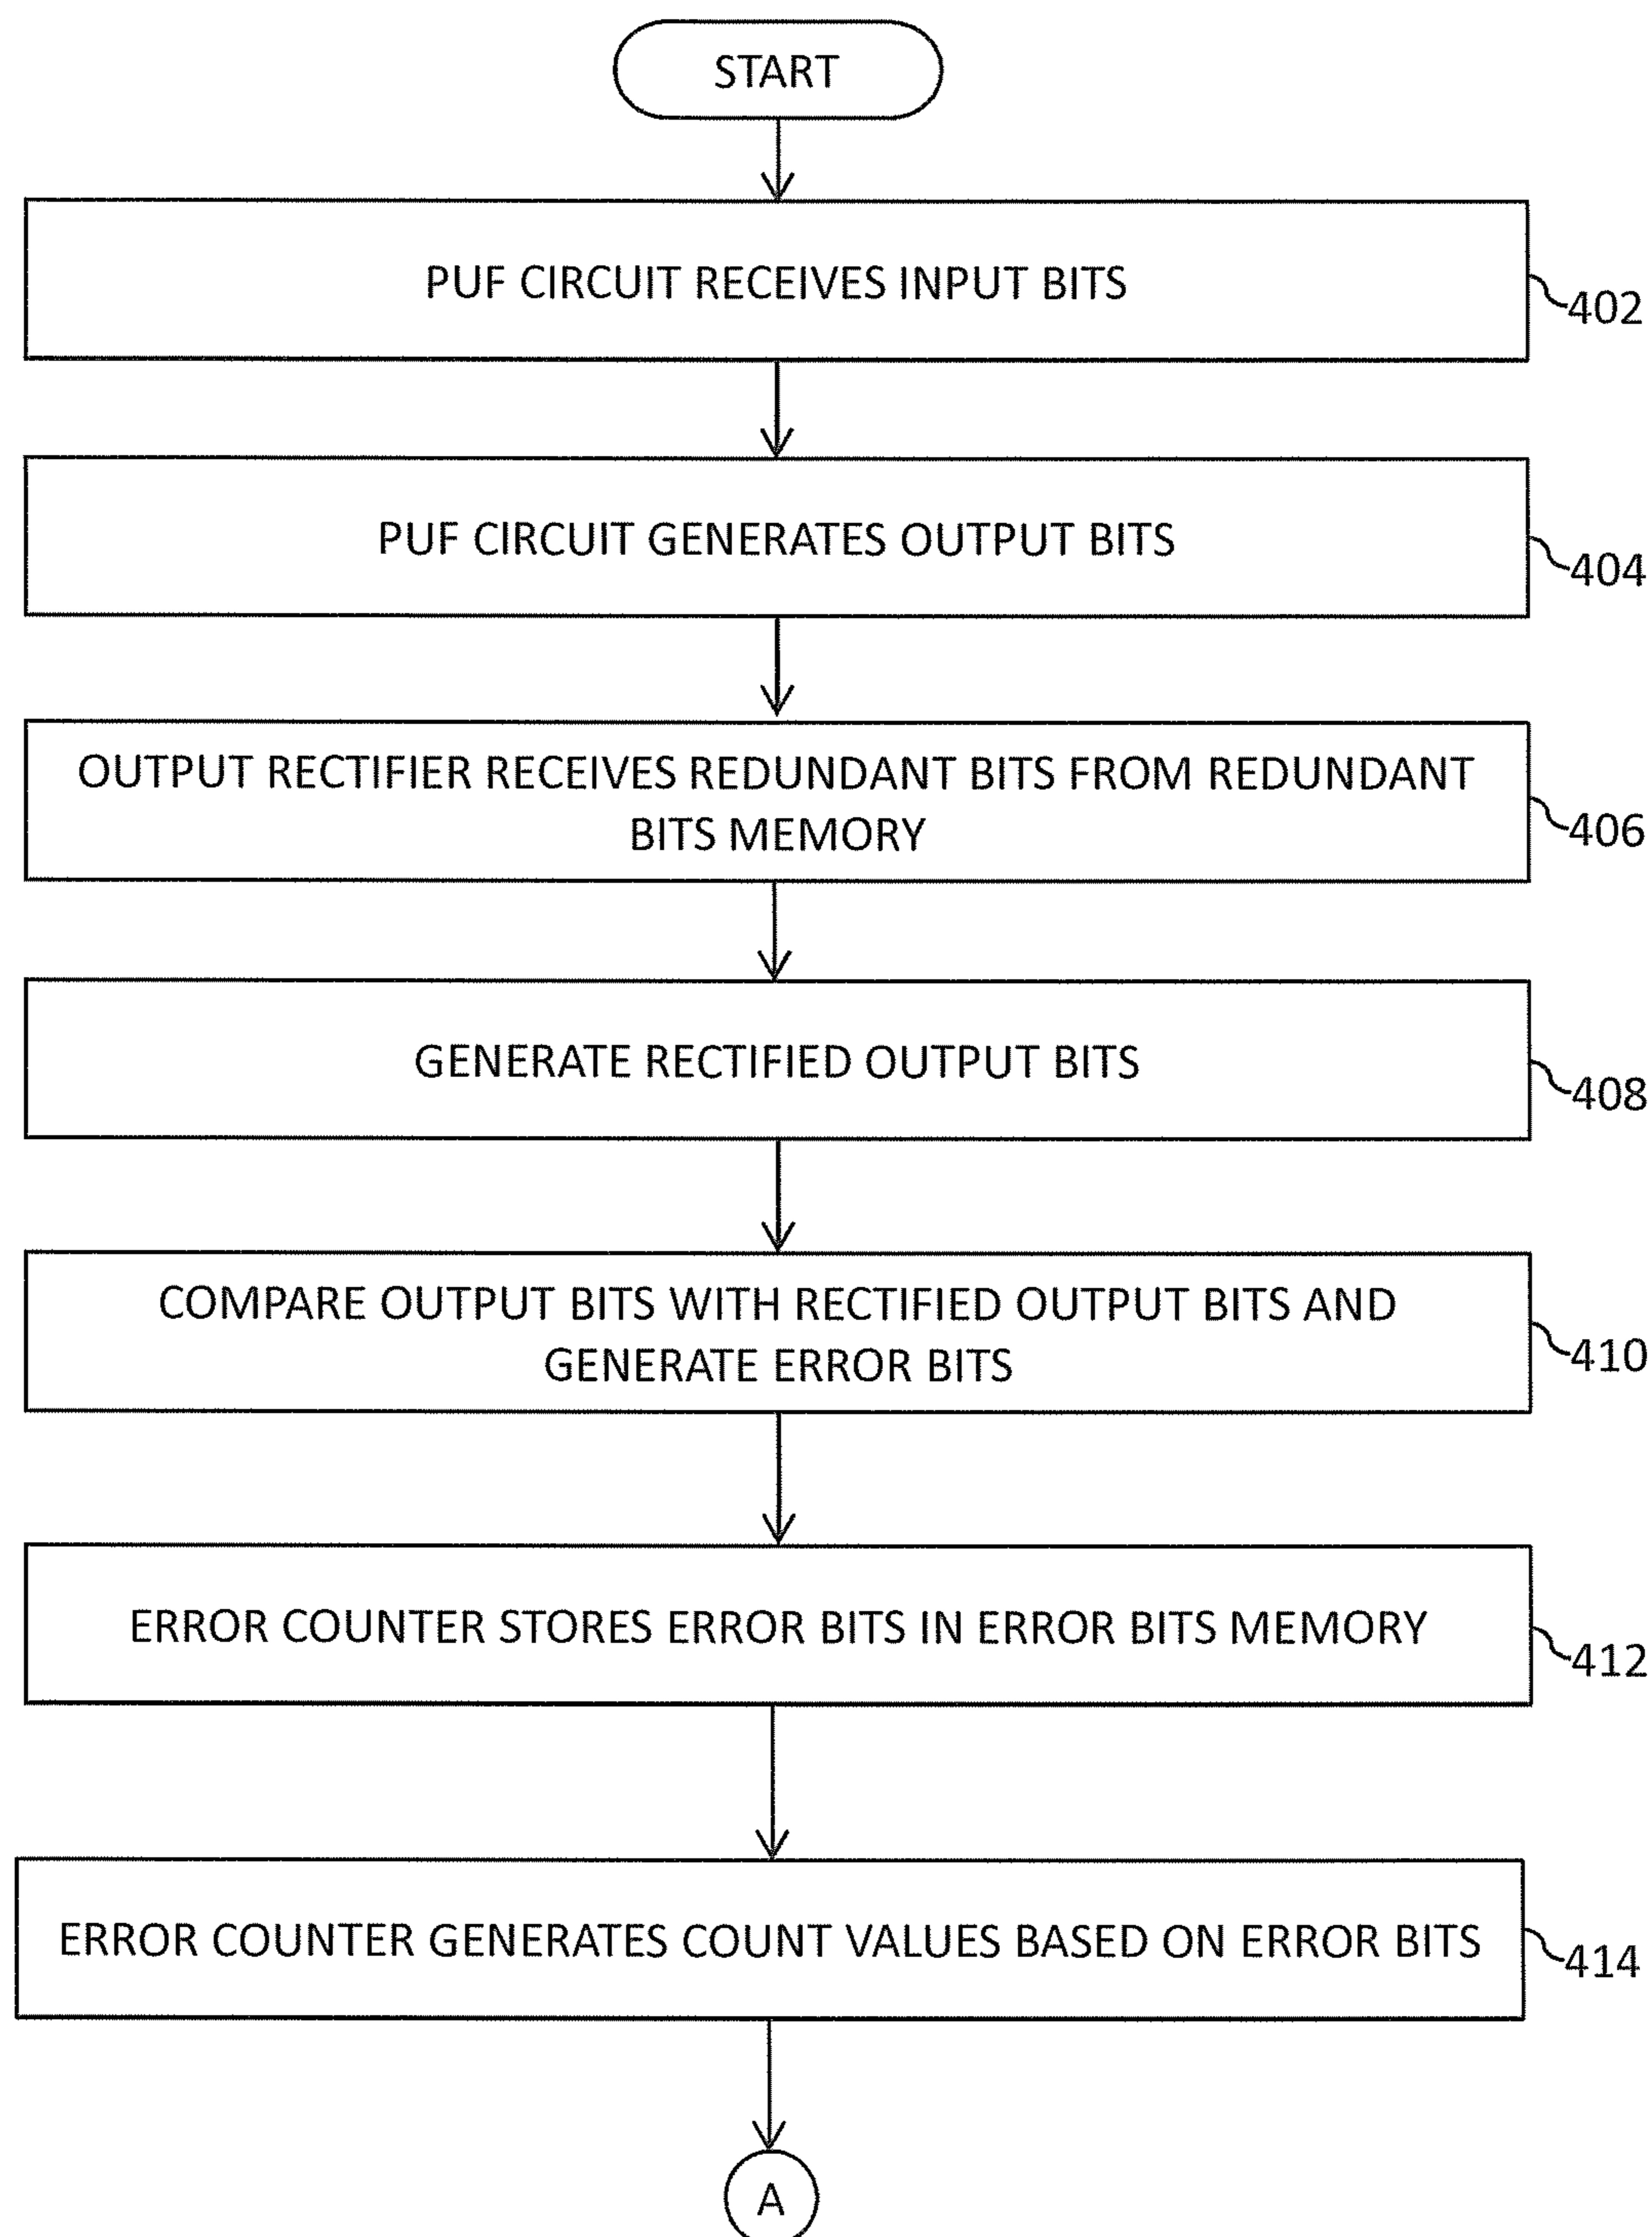 START
PUF CIRCUIT RECEIVES INPUT BITS
402
PUF CIRCUIT GENERATES OUTPUT BITS
404
OUTPUT RECTIFIER RECEIVES REDUNDANT BITS FROM REDUNDANT
BITS MEMORY
406
GENERATE RECTIFIED OUTPUT BITS
408
COMPARE OUTPUT BITS WITH RECTIFIED OUTPUT BITS AND
GENERATE ERROR BITS
410
ERROR COUNTER STORES ERROR BITS IN ERROR BITS MEMORY
412
ERROR COUNTER GENERATES COUNT VALUES BASED ON ERROR BITS
414
A